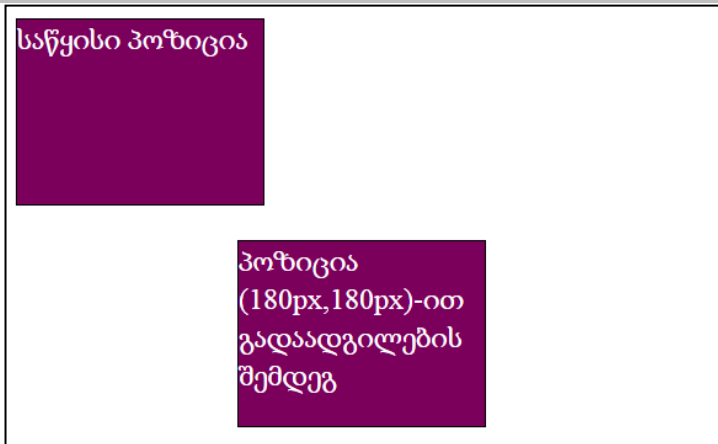 საწყისი პოზიცია
პოზიცია
(180px,180px)-ით
გადაადგილების
შემდეგ